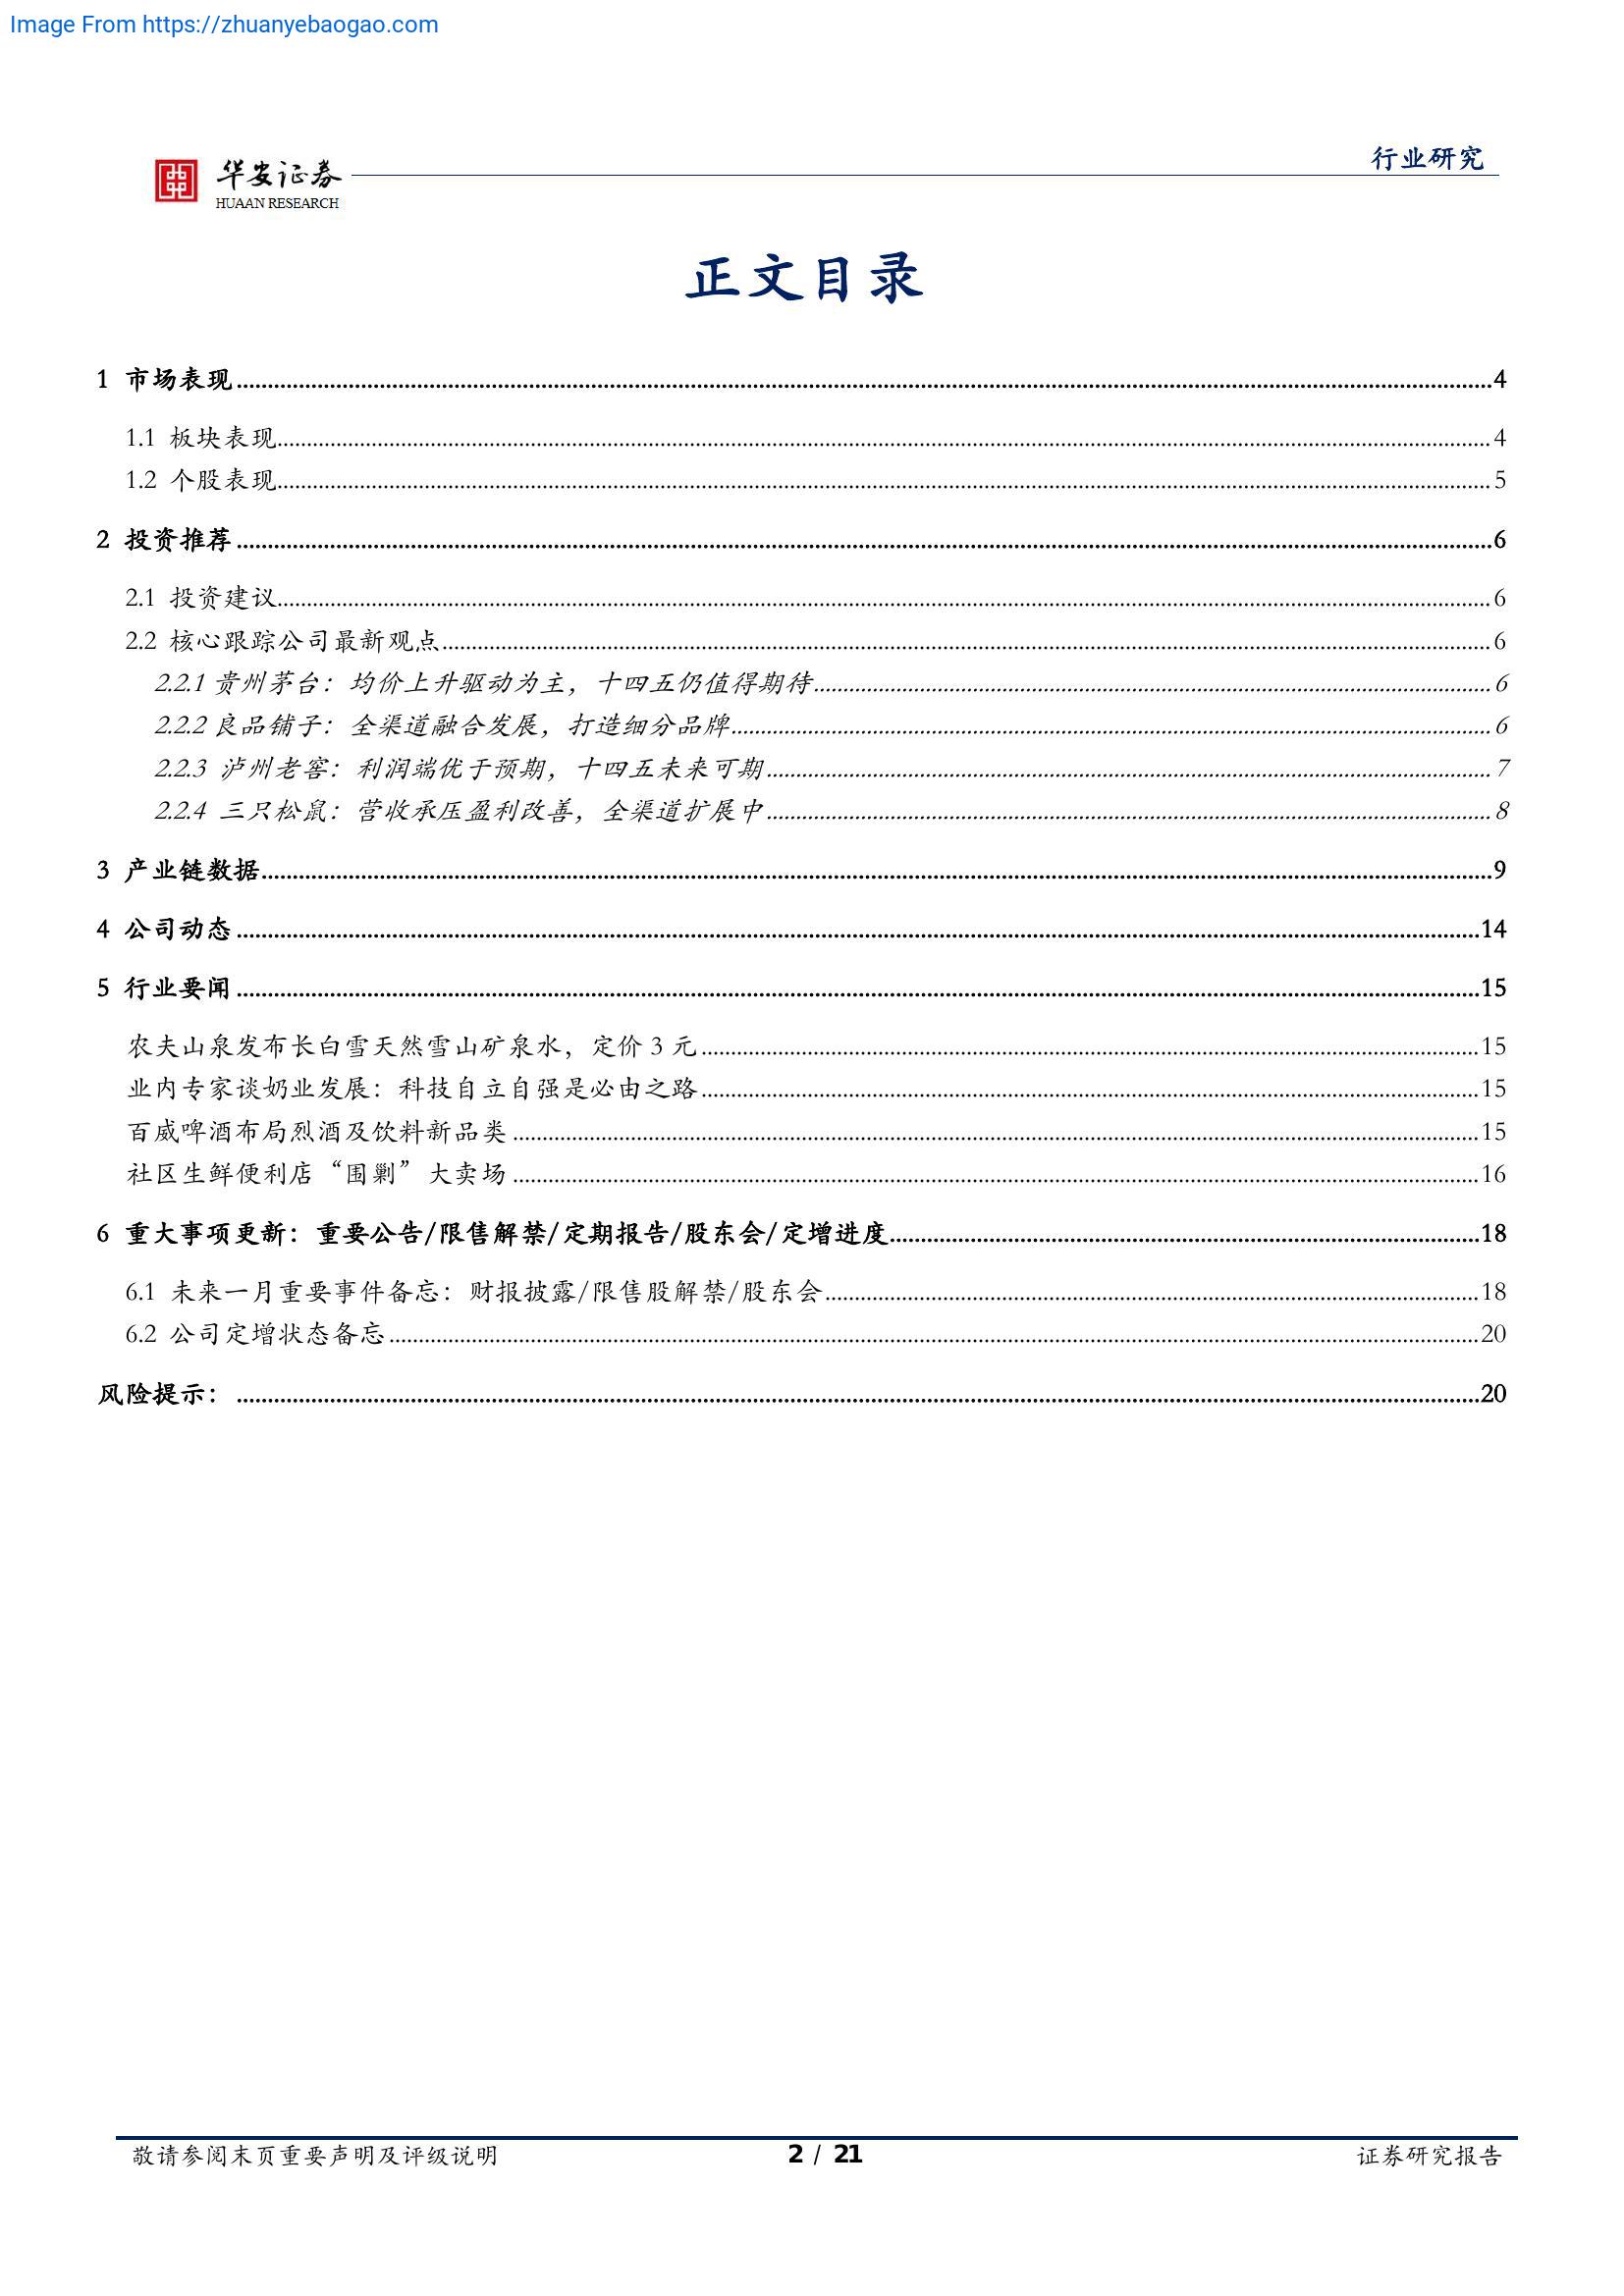 Image From https://zhuanyebaogao.com
华安证券
HUAAN RESEARCH
行业研究
正文目录
1 市场表现 4
1.1 板块表现 4
1.2 个股表现 5
2 投资推荐 6
2.1 投资建议 6
2.2 核心跟踪公司最新观点 6
2.2.1 贵州茅台：均价上升驱动为主，十四五仍值得期待 6
2.2.2 良品铺子：全渠道融合发展，打造细分品牌 6
2.2.3 泸州老窖：利润端优于预期，十四五未来可期 7
2.2.4 三只松鼠：营收承压盈利改善，全渠道扩展中 8
3 产业链数据 9
4 公司动态 14
5 行业要闻 15
农夫山泉发布长白雪天然雪山矿泉水，定价 3 元 15
业内专家谈奶业发展：科技自立自强是必由之路 15
百威啤酒布局烈酒及饮料新品类 15
社区生鲜便利店“围剿”大卖场 16
6 重大事项更新：重要公告/限售解禁/定期报告/股东会/定增进度 18
6.1 未来一月重要事件备忘：财报披露/限售股解禁/股东会 18
6.2 公司定增状态备忘 20
风险提示： 20
敬请参阅末页重要声明及评级说明
2 / 21
证券研究报告